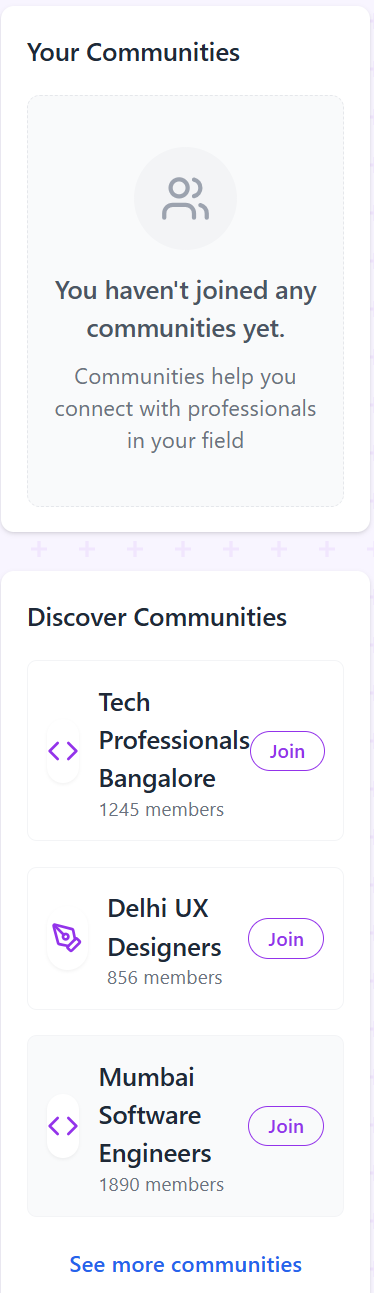 Your Communities
You haven't joined any
communities yet.
Communities help you
connect with professionals
in your field
Discover Communities
Tech
Professionals
Bangalore
1245 members
Join
Delhi UX
Designers
856 members
Join
Mumbai
Software
Engineers
1890 members
Join
See more communities